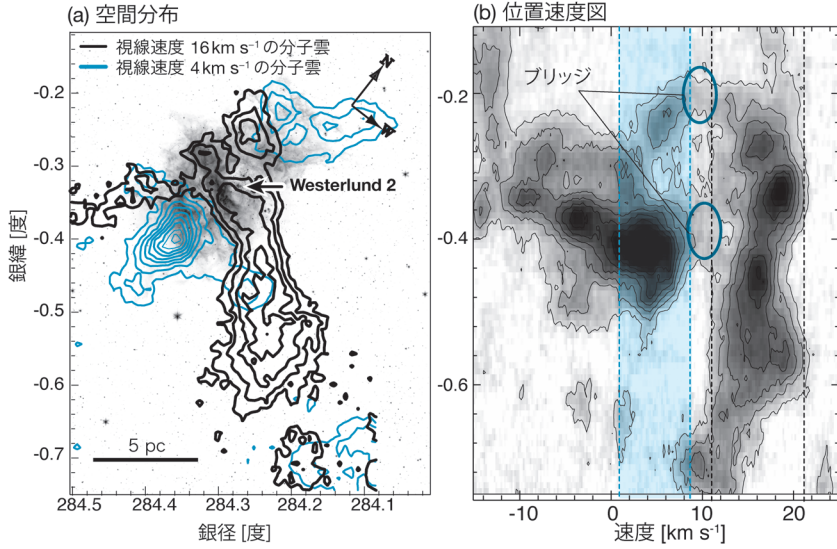 (a) 空間分布
視線速度 16 km s⁻¹ の分子雲
視線速度 4 km s⁻¹ の分子雲
N
Westerlund 2
5 pc
-0.2
-0.3
-0.4
-0.5
-0.6
-0.7
銀緯 [度]
284.5 284.4 284.3 284.2 284.1
銀径 [度]
(b) 位置速度図
ブリッジ
-0.2
-0.4
-0.6
-10 0 10 20
速度 [km s⁻¹]